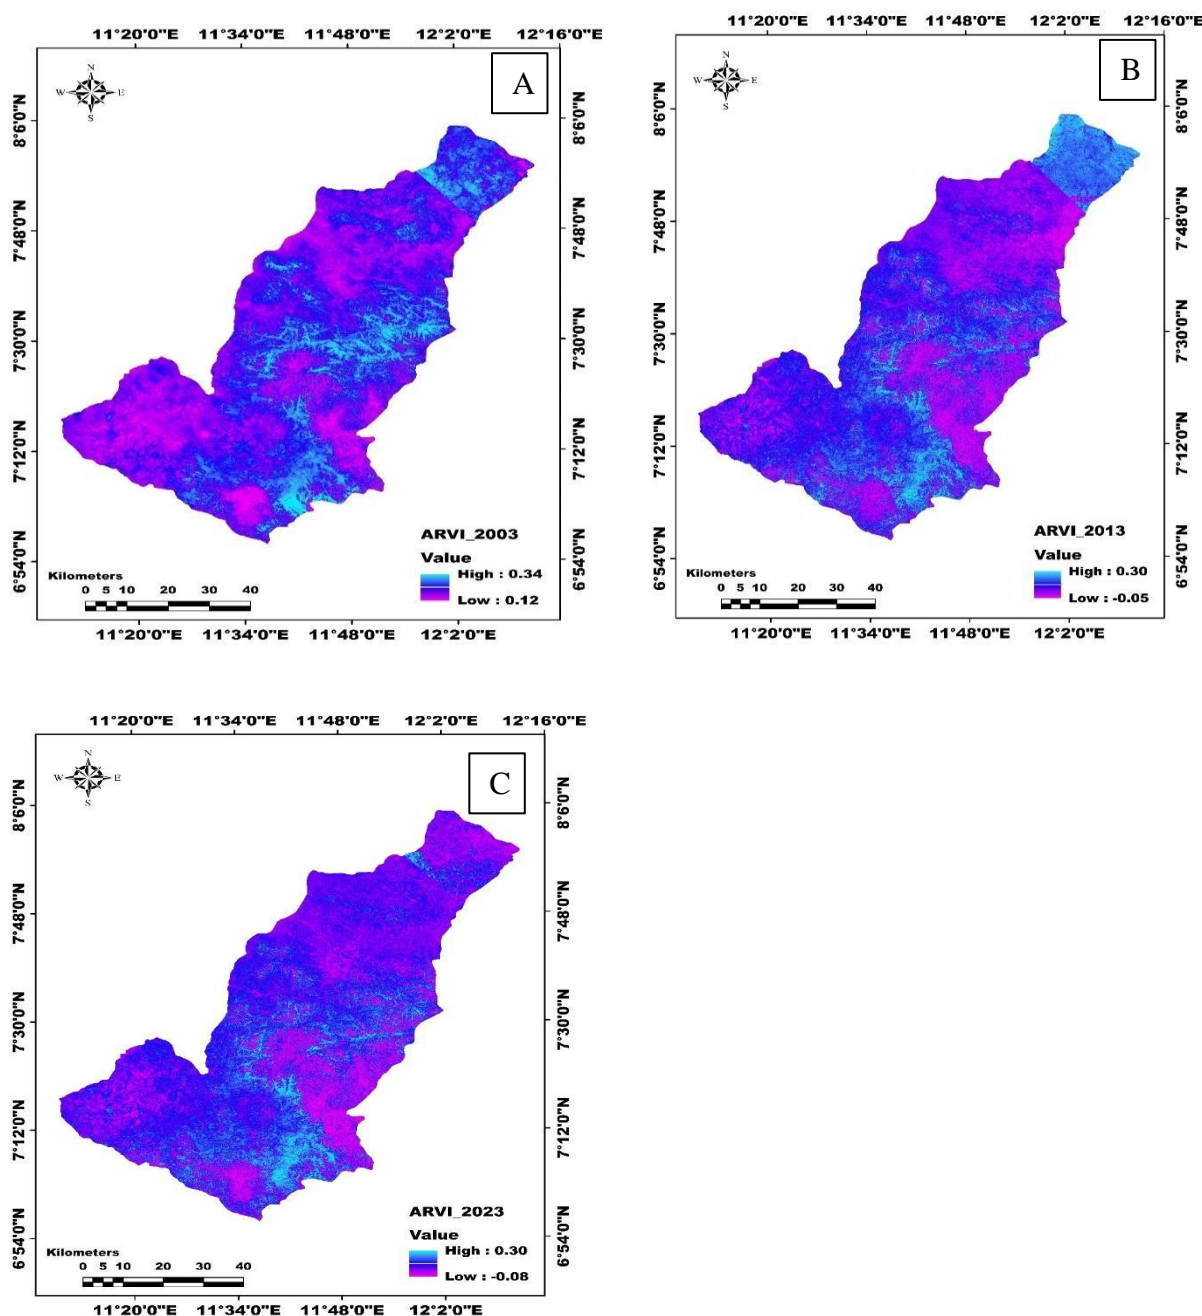 11°20'0"E 11°34'0"E 11°48'0"E 12°2'0"E 12°16'0"E
A
N
W E
S
8°6'0"N 8°6'0"N
7°48'0"N 7°48'0"N
7°30'0"N 7°30'0"N
7°12'0"N 7°12'0"N
6°54'0"N 6°54'0"N
ARVI_2003
Value
High : 0.34
Low : 0.12
Kilometers
0 5 10 20 30 40
11°20'0"E 11°34'0"E 11°48'0"E 12°2'0"E
11°20'0"E 11°34'0"E 11°48'0"E 12°2'0"E 12°16'0"E
B
N
W E
S
8°6'0"N 8°6'0"N
7°48'0"N 7°48'0"N
7°30'0"N 7°30'0"N
7°12'0"N 7°12'0"N
6°54'0"N 6°54'0"N
ARVI_2013
Value
High : 0.30
Low : -0.05
Kilometers
0 5 10 20 30 40
11°20'0"E 11°34'0"E 11°48'0"E 12°2'0"E
11°20'0"E 11°34'0"E 11°48'0"E 12°2'0"E 12°16'0"E
C
N
W E
S
8°6'0"N 8°6'0"N
7°48'0"N 7°48'0"N
7°30'0"N 7°30'0"N
7°12'0"N 7°12'0"N
6°54'0"N 6°54'0"N
ARVI_2023
Value
High : 0.30
Low : -0.08
Kilometers
0 5 10 20 30 40
11°20'0"E 11°34'0"E 11°48'0"E 12°2'0"E